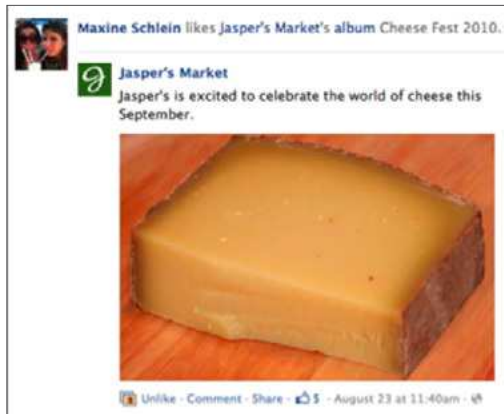 Maxine Schlein likes Jasper's Market's album Cheese Fest 2010.
Jasper's Market
Jasper's is excited to celebrate the world of cheese this
September.
Unlike · Comment · Share · 5 · August 23 at 11:40am ·